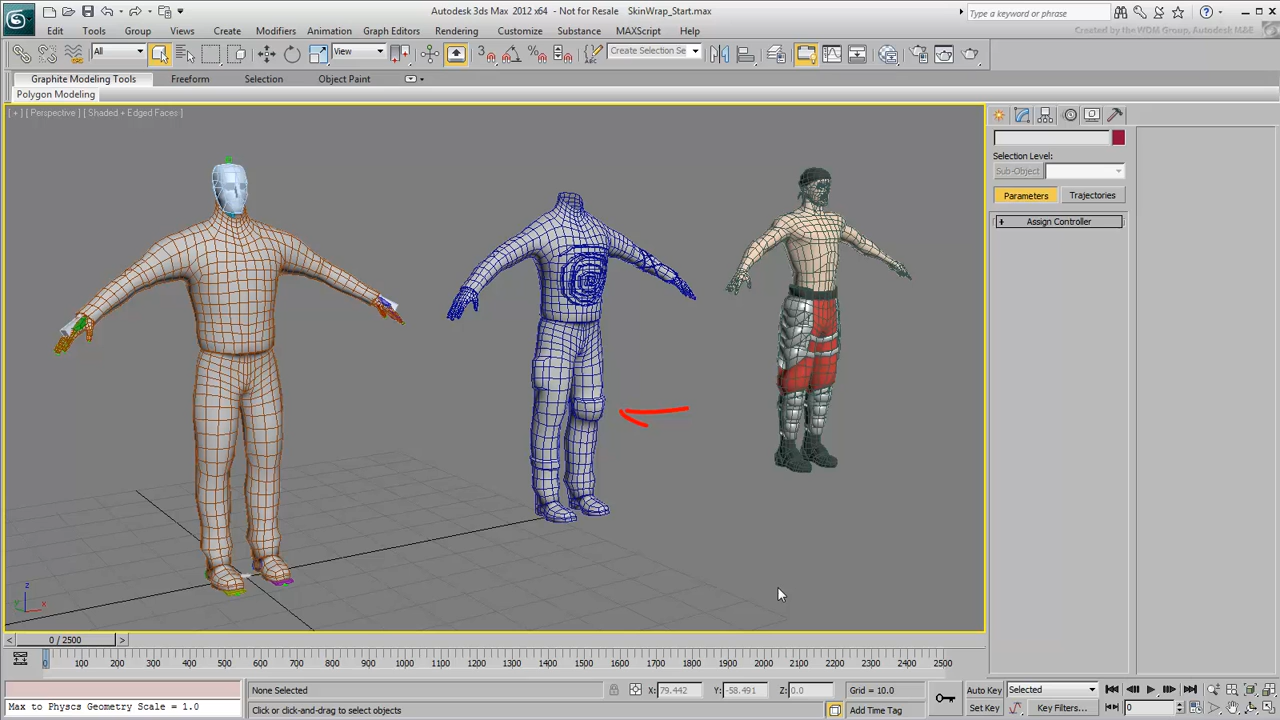 Autodesk 3ds Max 2012 x64 - Not for Resale SkinWrap_Start.max
Type a keyword or phrase
Edit Tools Group Views Create Modifiers Animation Graph Editors Rendering Customize Substance MAXScript Help
Created by the WDM Group, Autodesk M&E
All View 3 Create Selection Se
Graphite Modeling Tools Freeform Selection Object Paint
Polygon Modeling
[ + ] [ Perspective ] [ Shaded + Edged Faces ]
Selection Level:
Sub-Object
Parameters Trajectories
+ Assign Controller
z
x
y
< 0 / 2500 >
0 100 200 300 400 500 600 700 800 900 1000 1100 1200 1300 1400 1500 1600 1700 1800 1900 2000 2100 2200 2300 2400 2500
None Selected X: 79.442 Y: -58.491 Z: 0.0 Grid = 10.0 Auto Key Selected
Max to Physcs Geometry Scale = 1.0 Click or click-and-drag to select objects Add Time Tag Set Key Key Filters... 0